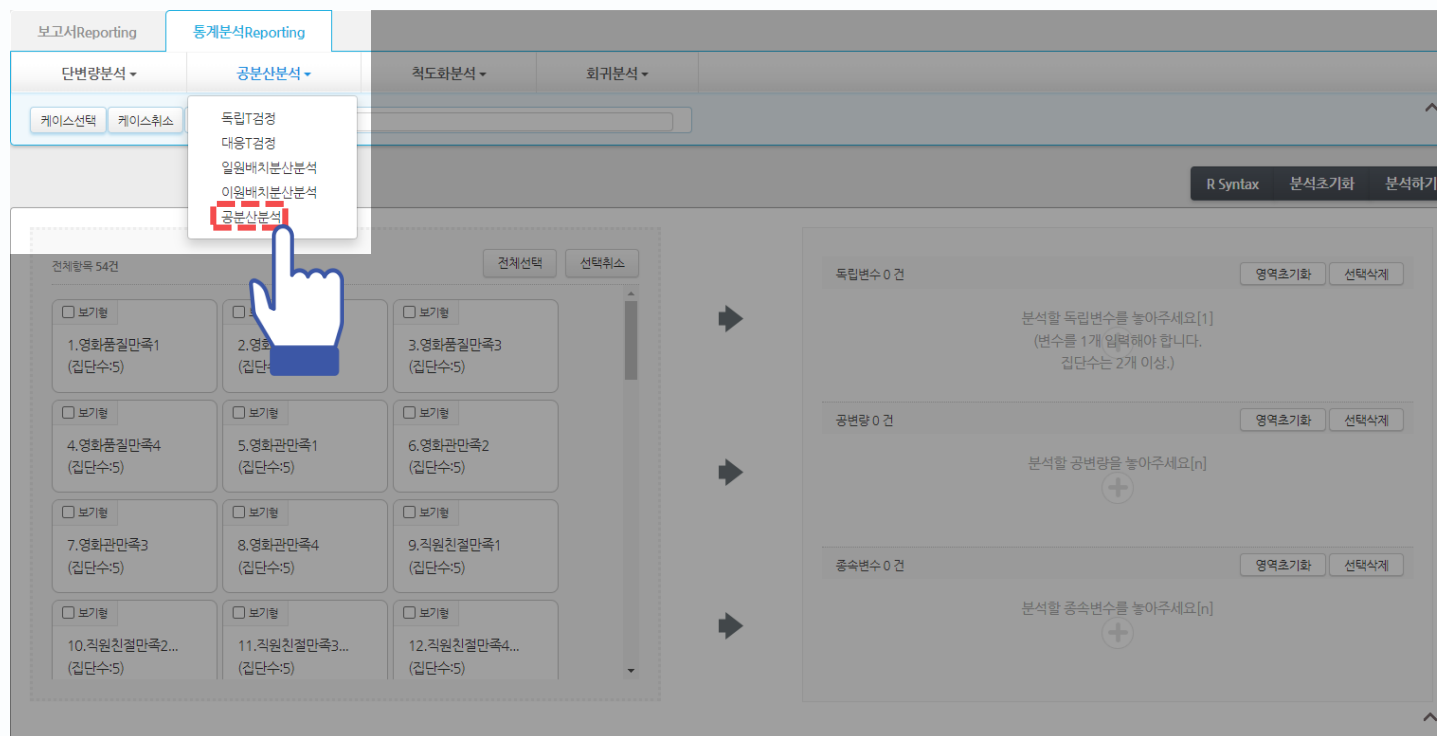 보고서Reporting
통계분석Reporting
단변량분석
공분산분석
척도화분석
회귀분석
케이스선택
케이스취소
독립T검정
대응T검정
일원배치분산분석
이원배치분산분석
공분산분석
R Syntax
분석초기화
분석하기
전체항목 54건
전체선택
선택취소
보기형
1.영화품질만족1
(집단수:5)
2.영화
(집단
보기형
3.영화품질만족3
(집단수:5)
보기형
4.영화품질만족4
(집단수:5)
보기형
5.영화관만족1
(집단수:5)
보기형
6.영화관만족2
(집단수:5)
보기형
7.영화관만족3
(집단수:5)
보기형
8.영화관만족4
(집단수:5)
보기형
9.직원친절만족1
(집단수:5)
보기형
10.직원친절만족2...
(집단수:5)
보기형
11.직원친절만족3...
(집단수:5)
보기형
12.직원친절만족4...
(집단수:5)
독립변수 0 건
영역초기화
선택삭제
분석할 독립변수를 놓아주세요[1]
(변수를 1개 입력해야 합니다.
집단수는 2개 이상.)
공변량 0 건
영역초기화
선택삭제
분석할 공변량을 놓아주세요[n]
종속변수 0 건
영역초기화
선택삭제
분석할 종속변수를 놓아주세요[n]